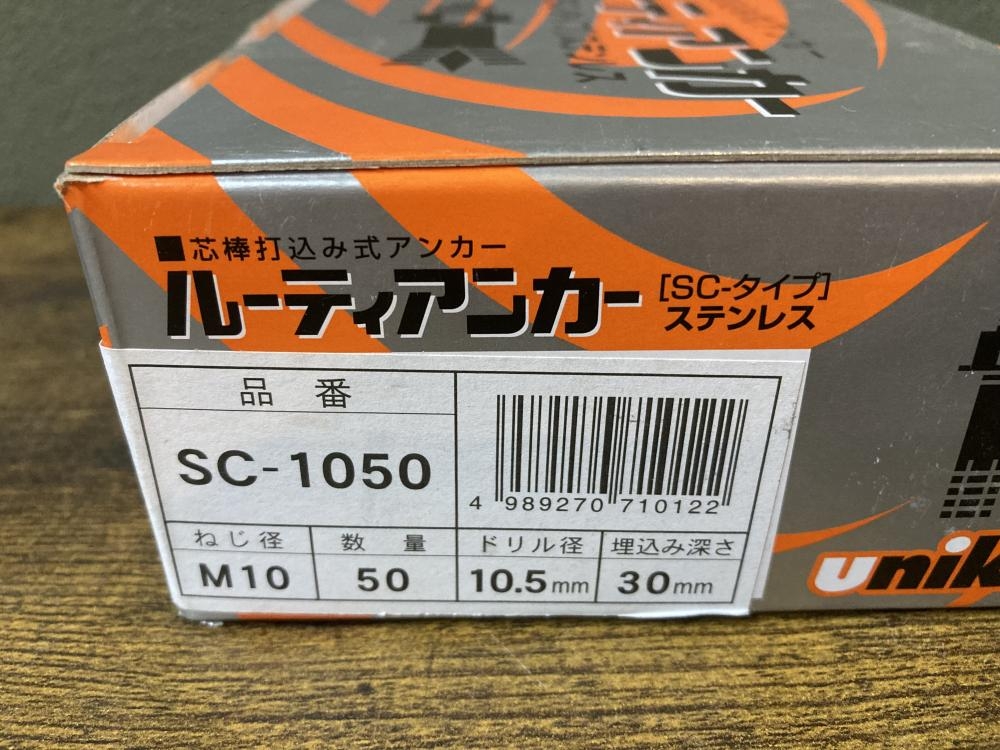 ■芯棒打込み式アンカー
ルーティアンカー
[SC-タイプ]
ステンレス
品番
SC-1050
4 989270 710122
ねじ径 数量 ドリル径 埋込み深さ
M10 50 10.5mm 30mm
unik